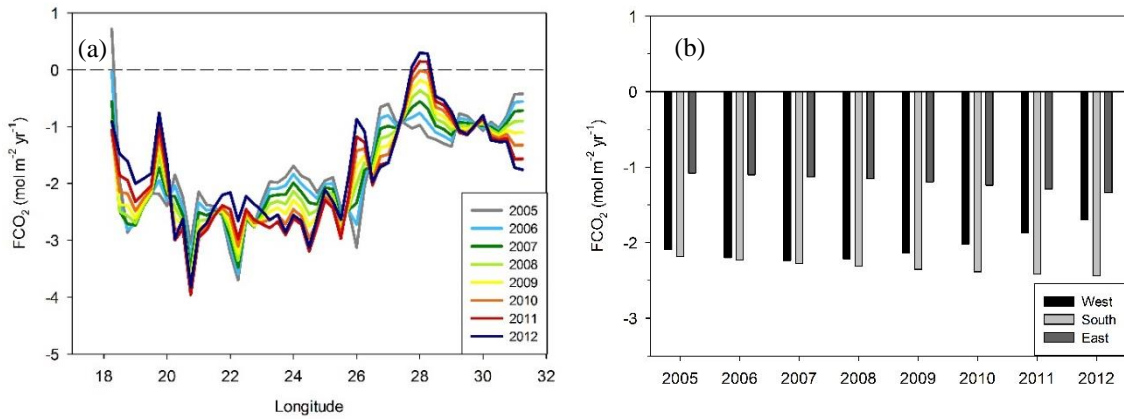 (a)
1
0
-1
-2
-3
-4
-5
FCO₂ (mol m⁻² yr⁻¹)
18 20 22 24 26 28 30 32
Longitude
2005
2006
2007
2008
2009
2010
2011
2012
(b)
1
0
-1
-2
-3
FCO₂ (mol m⁻² yr⁻¹)
West
South
East
2005 2006 2007 2008 2009 2010 2011 2012